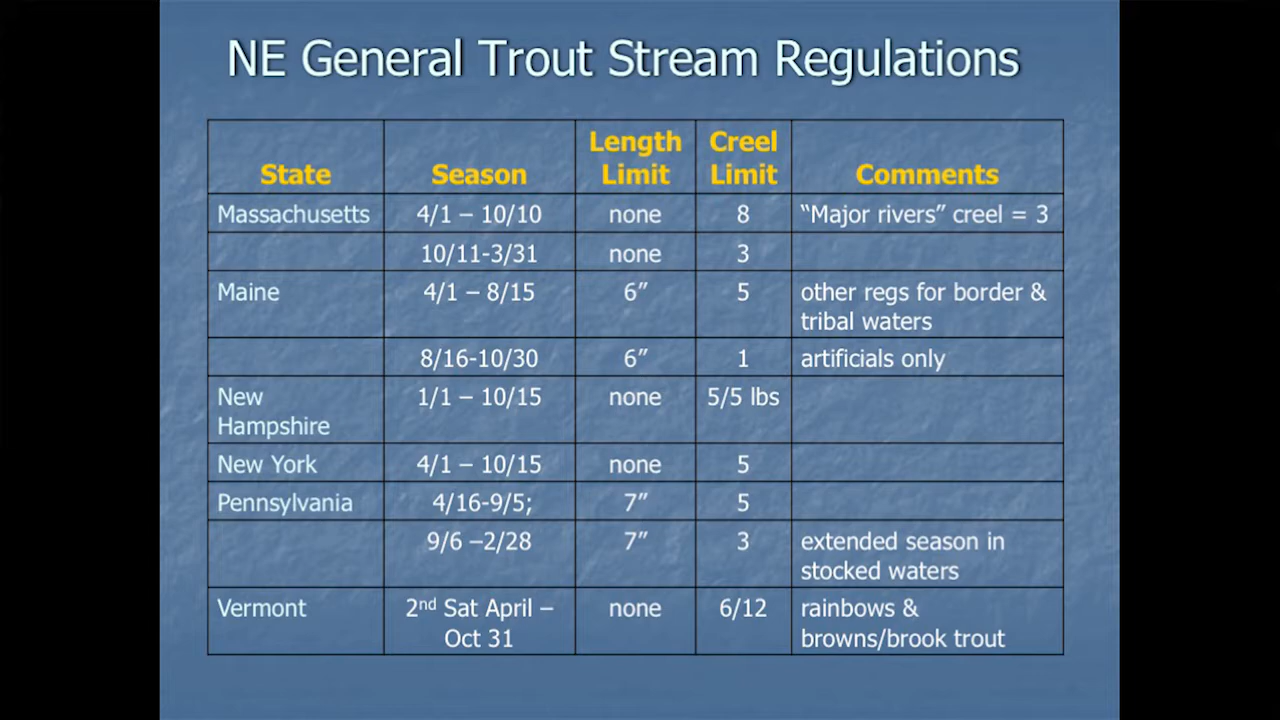 NE General Trout Stream Regulations
State Season Length Limit Creel Limit Comments
Massachusetts 4/1 – 10/10 none 8 “Major rivers” creel = 3
10/11-3/31 none 3
Maine 4/1 – 8/15 6” 5 other regs for border &
tribal waters
8/16-10/30 6” 1 artificials only
New 1/1 – 10/15 none 5/5 lbs
Hampshire
New York 4/1 – 10/15 none 5
Pennsylvania 4/16-9/5; 7” 5
9/6 –2/28 7” 3 extended season in
stocked waters
Vermont 2nd Sat April – none 6/12 rainbows &
Oct 31 browns/brook trout